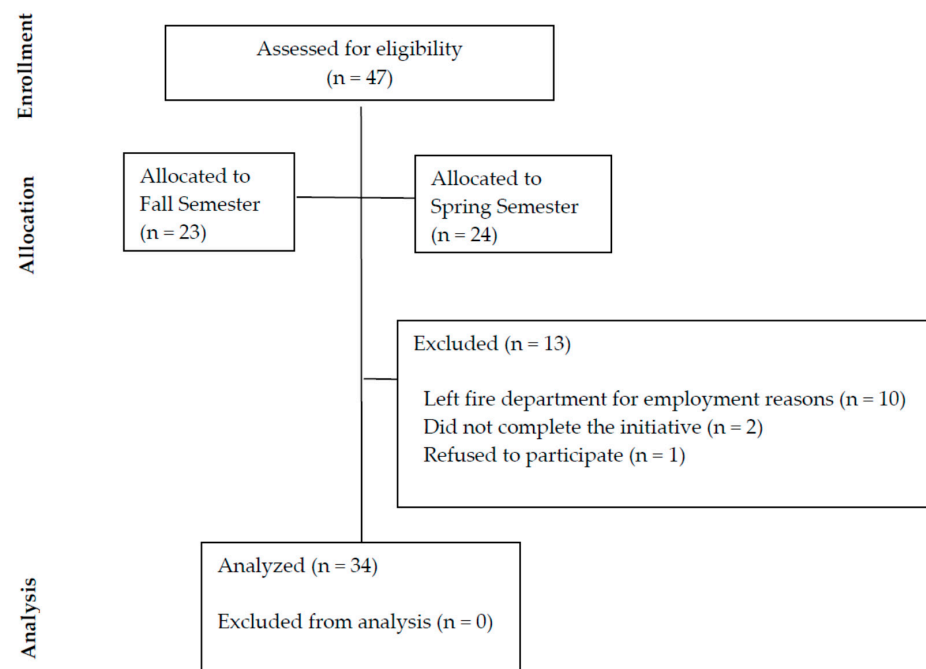 Enrollment
Assessed for eligibility
(n = 47)
Allocation
Allocated to
Fall Semester
(n = 23)
Allocated to
Spring Semester
(n = 24)
Excluded (n = 13)
Left fire department for employment reasons (n = 10)
Did not complete the initiative (n = 2)
Refused to participate (n = 1)
Analysis
Analyzed (n = 34)
Excluded from analysis (n = 0)